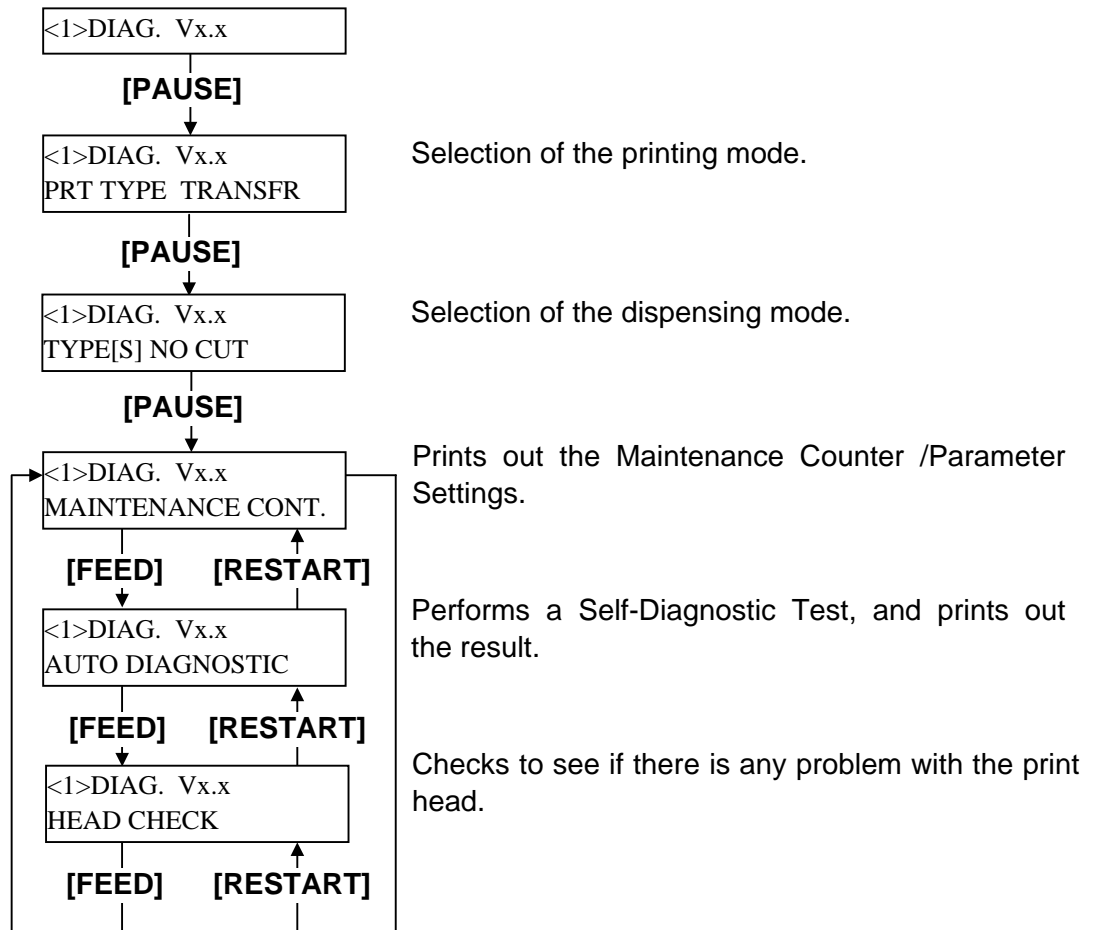 <1>DIAG. Vx.x
[PAUSE]
<1>DIAG. Vx.x
PRT TYPE TRANSFR
Selection of the printing mode.
[PAUSE]
<1>DIAG. Vx.x
TYPE[S] NO CUT
Selection of the dispensing mode.
[PAUSE]
<1>DIAG. Vx.x
MAINTENANCE CONT.
Prints out the Maintenance Counter /Parameter
Settings.
[FEED] [RESTART]
<1>DIAG. Vx.x
AUTO DIAGNOSTIC
Performs a Self-Diagnostic Test, and prints out
the result.
[FEED] [RESTART]
<1>DIAG. Vx.x
HEAD CHECK
Checks to see if there is any problem with the print
head.
[FEED] [RESTART]